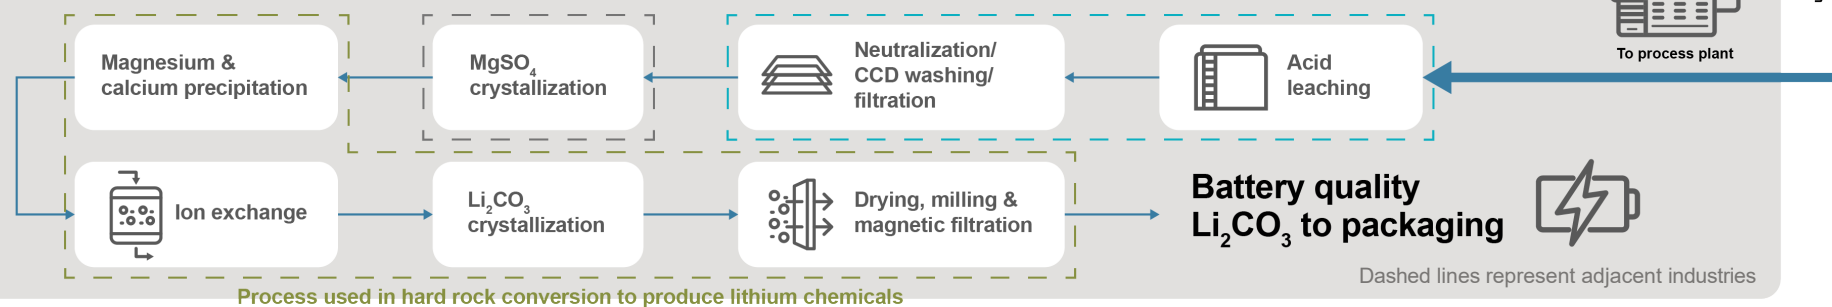 To process plant
Magnesium &
calcium precipitation
MgSO₄
crystallization
Neutralization/
CCD washing/
filtration
Acid
leaching
Ion exchange
Li₂CO₃
crystallization
Drying, milling &
magnetic filtration
Battery quality
Li₂CO₃ to packaging
Dashed lines represent adjacent industries
Process used in hard rock conversion to produce lithium chemicals